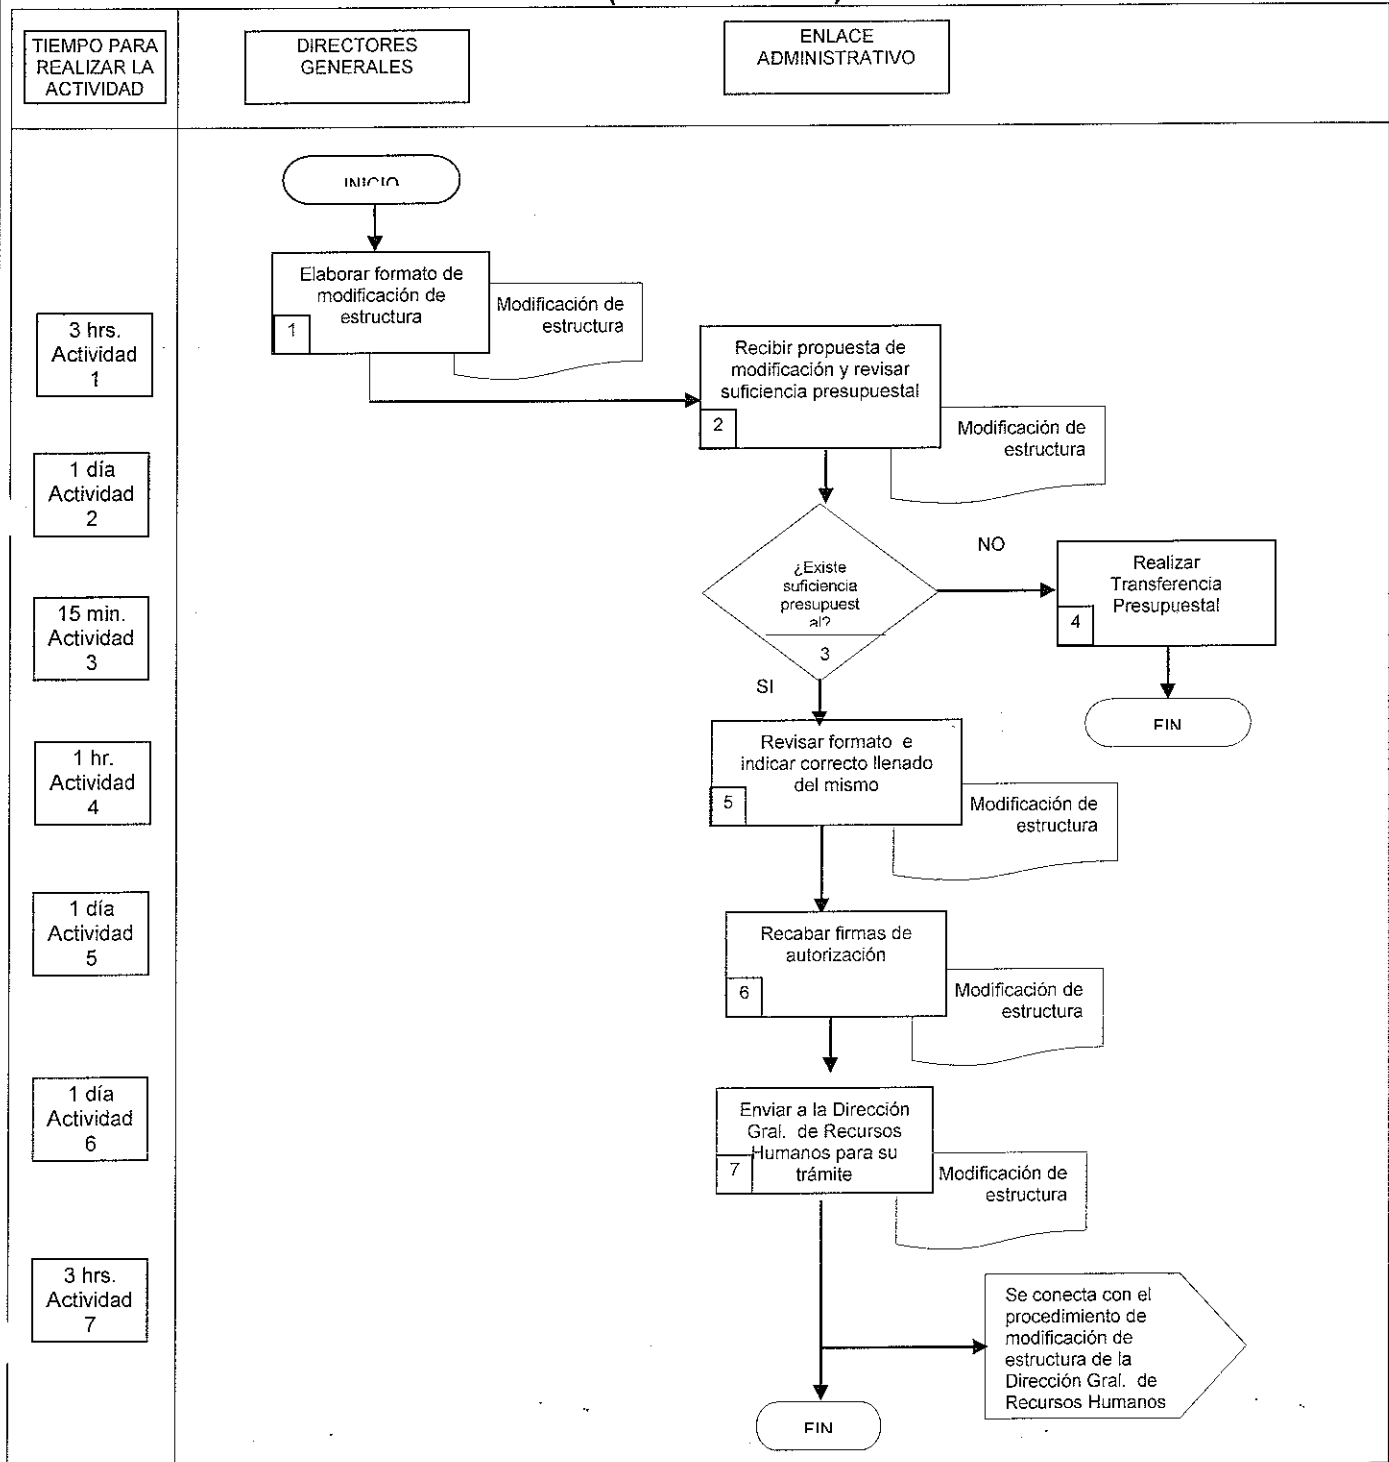 TIEMPO PARA
REALIZAR LA
ACTIVIDAD
DIRECTORES
GENERALES
ENLACE
ADMINISTRATIVO
INICIO
Elaborar formato de
modificación de
estructura
1
Modificación de
estructura
3 hrs.
Actividad
1
Recibir propuesta de
modificación y revisar
suficiencia presupuestal
2
Modificación de
estructura
1 día
Actividad
2
¿Existe
suficiencia
presupuest
al?
3
NO
SI
Realizar
Transferencia
Presupuestal
4
FIN
15 min.
Actividad
3
Revisar formato e
indicar correcto llenado
del mismo
5
Modificación de
estructura
1 hr.
Actividad
4
Recabar firmas de
autorización
6
Modificación de
estructura
1 día
Actividad
5
Enviar a la Dirección
Gral. de Recursos
Humanos para su
trámite
7
Modificación de
estructura
1 día
Actividad
6
3 hrs.
Actividad
7
Se conecta con el
procedimiento de
modificación de
estructura de la
Dirección Gral. de
Recursos Humanos
FIN